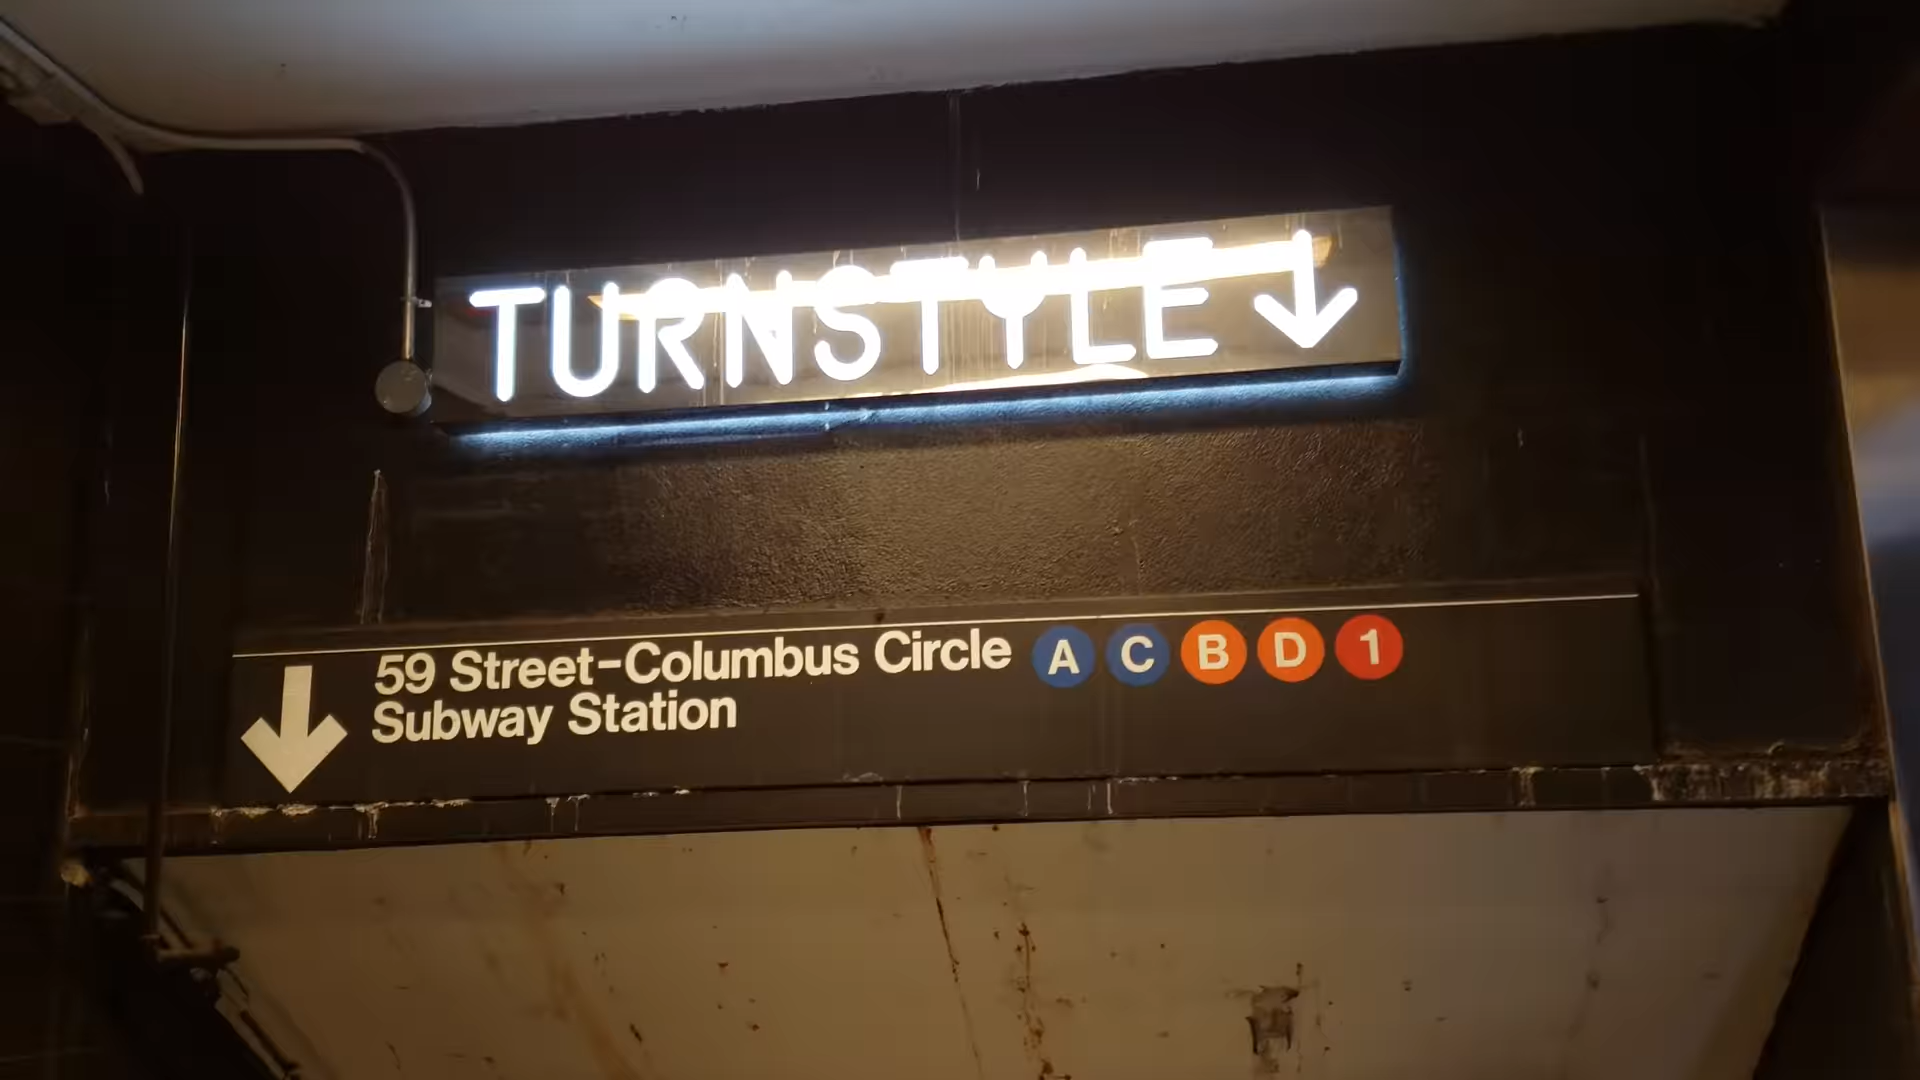 TURNSTYLE ↓
59 Street-Columbus Circle A C B D 1
Subway Station